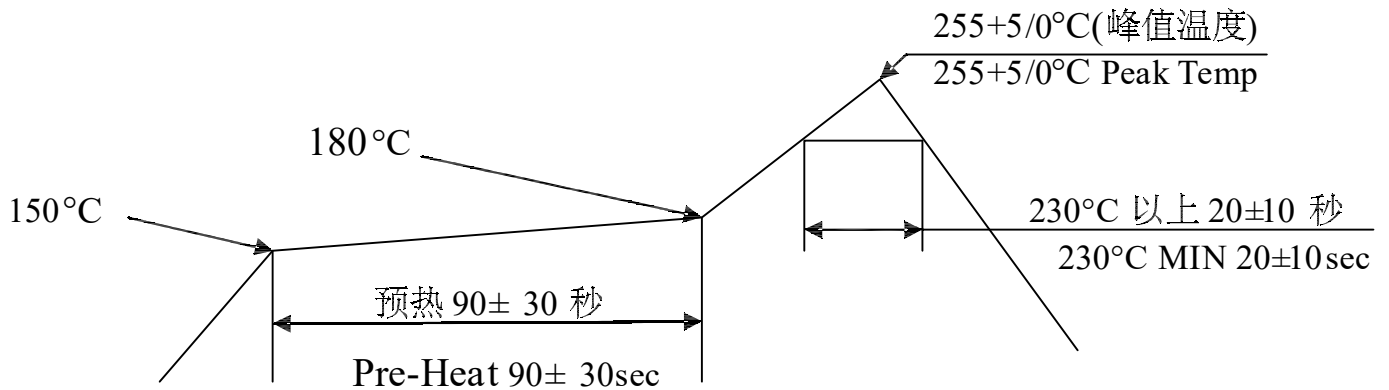 255+5/0°C(峰值温度)
255+5/0°C Peak Temp
180°C
150°C
230°C 以上 20±10 秒
230°C MIN 20±10sec
预热 90± 30 秒
Pre-Heat 90± 30sec